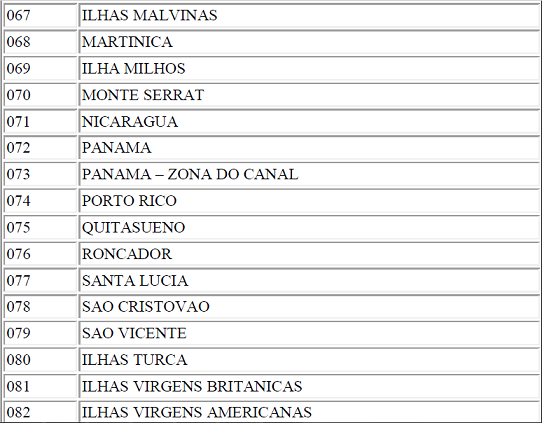 067 ILHAS MALVINAS
068 MARTINICA
069 ILHA MILHOS
070 MONTE SERRAT
071 NICARAGUA
072 PANAMA
073 PANAMA – ZONA DO CANAL
074 PORTO RICO
075 QUITASUENO
076 RONCADOR
077 SANTA LUCIA
078 SAO CRISTOVAO
079 SAO VICENTE
080 ILHAS TURCA
081 ILHAS VIRGENS BRITANICAS
082 ILHAS VIRGENS AMERICANAS